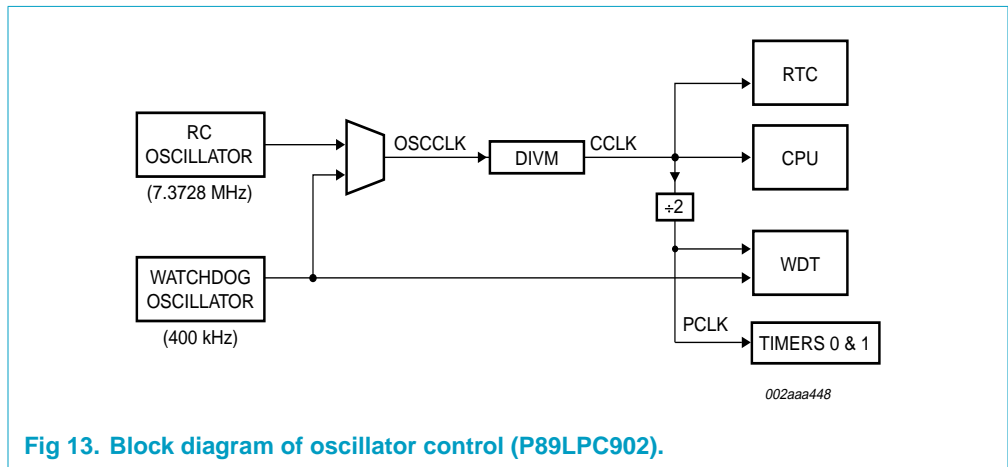 RTC
RC
OSCILLATOR
(7.3728 MHz)
OSCCLK
DIVM
CCLK
CPU
÷2
WATCHDOG
OSCILLATOR
(400 kHz)
WDT
PCLK
TIMERS 0 & 1
002aaa448
Fig 13. Block diagram of oscillator control (P89LPC902).